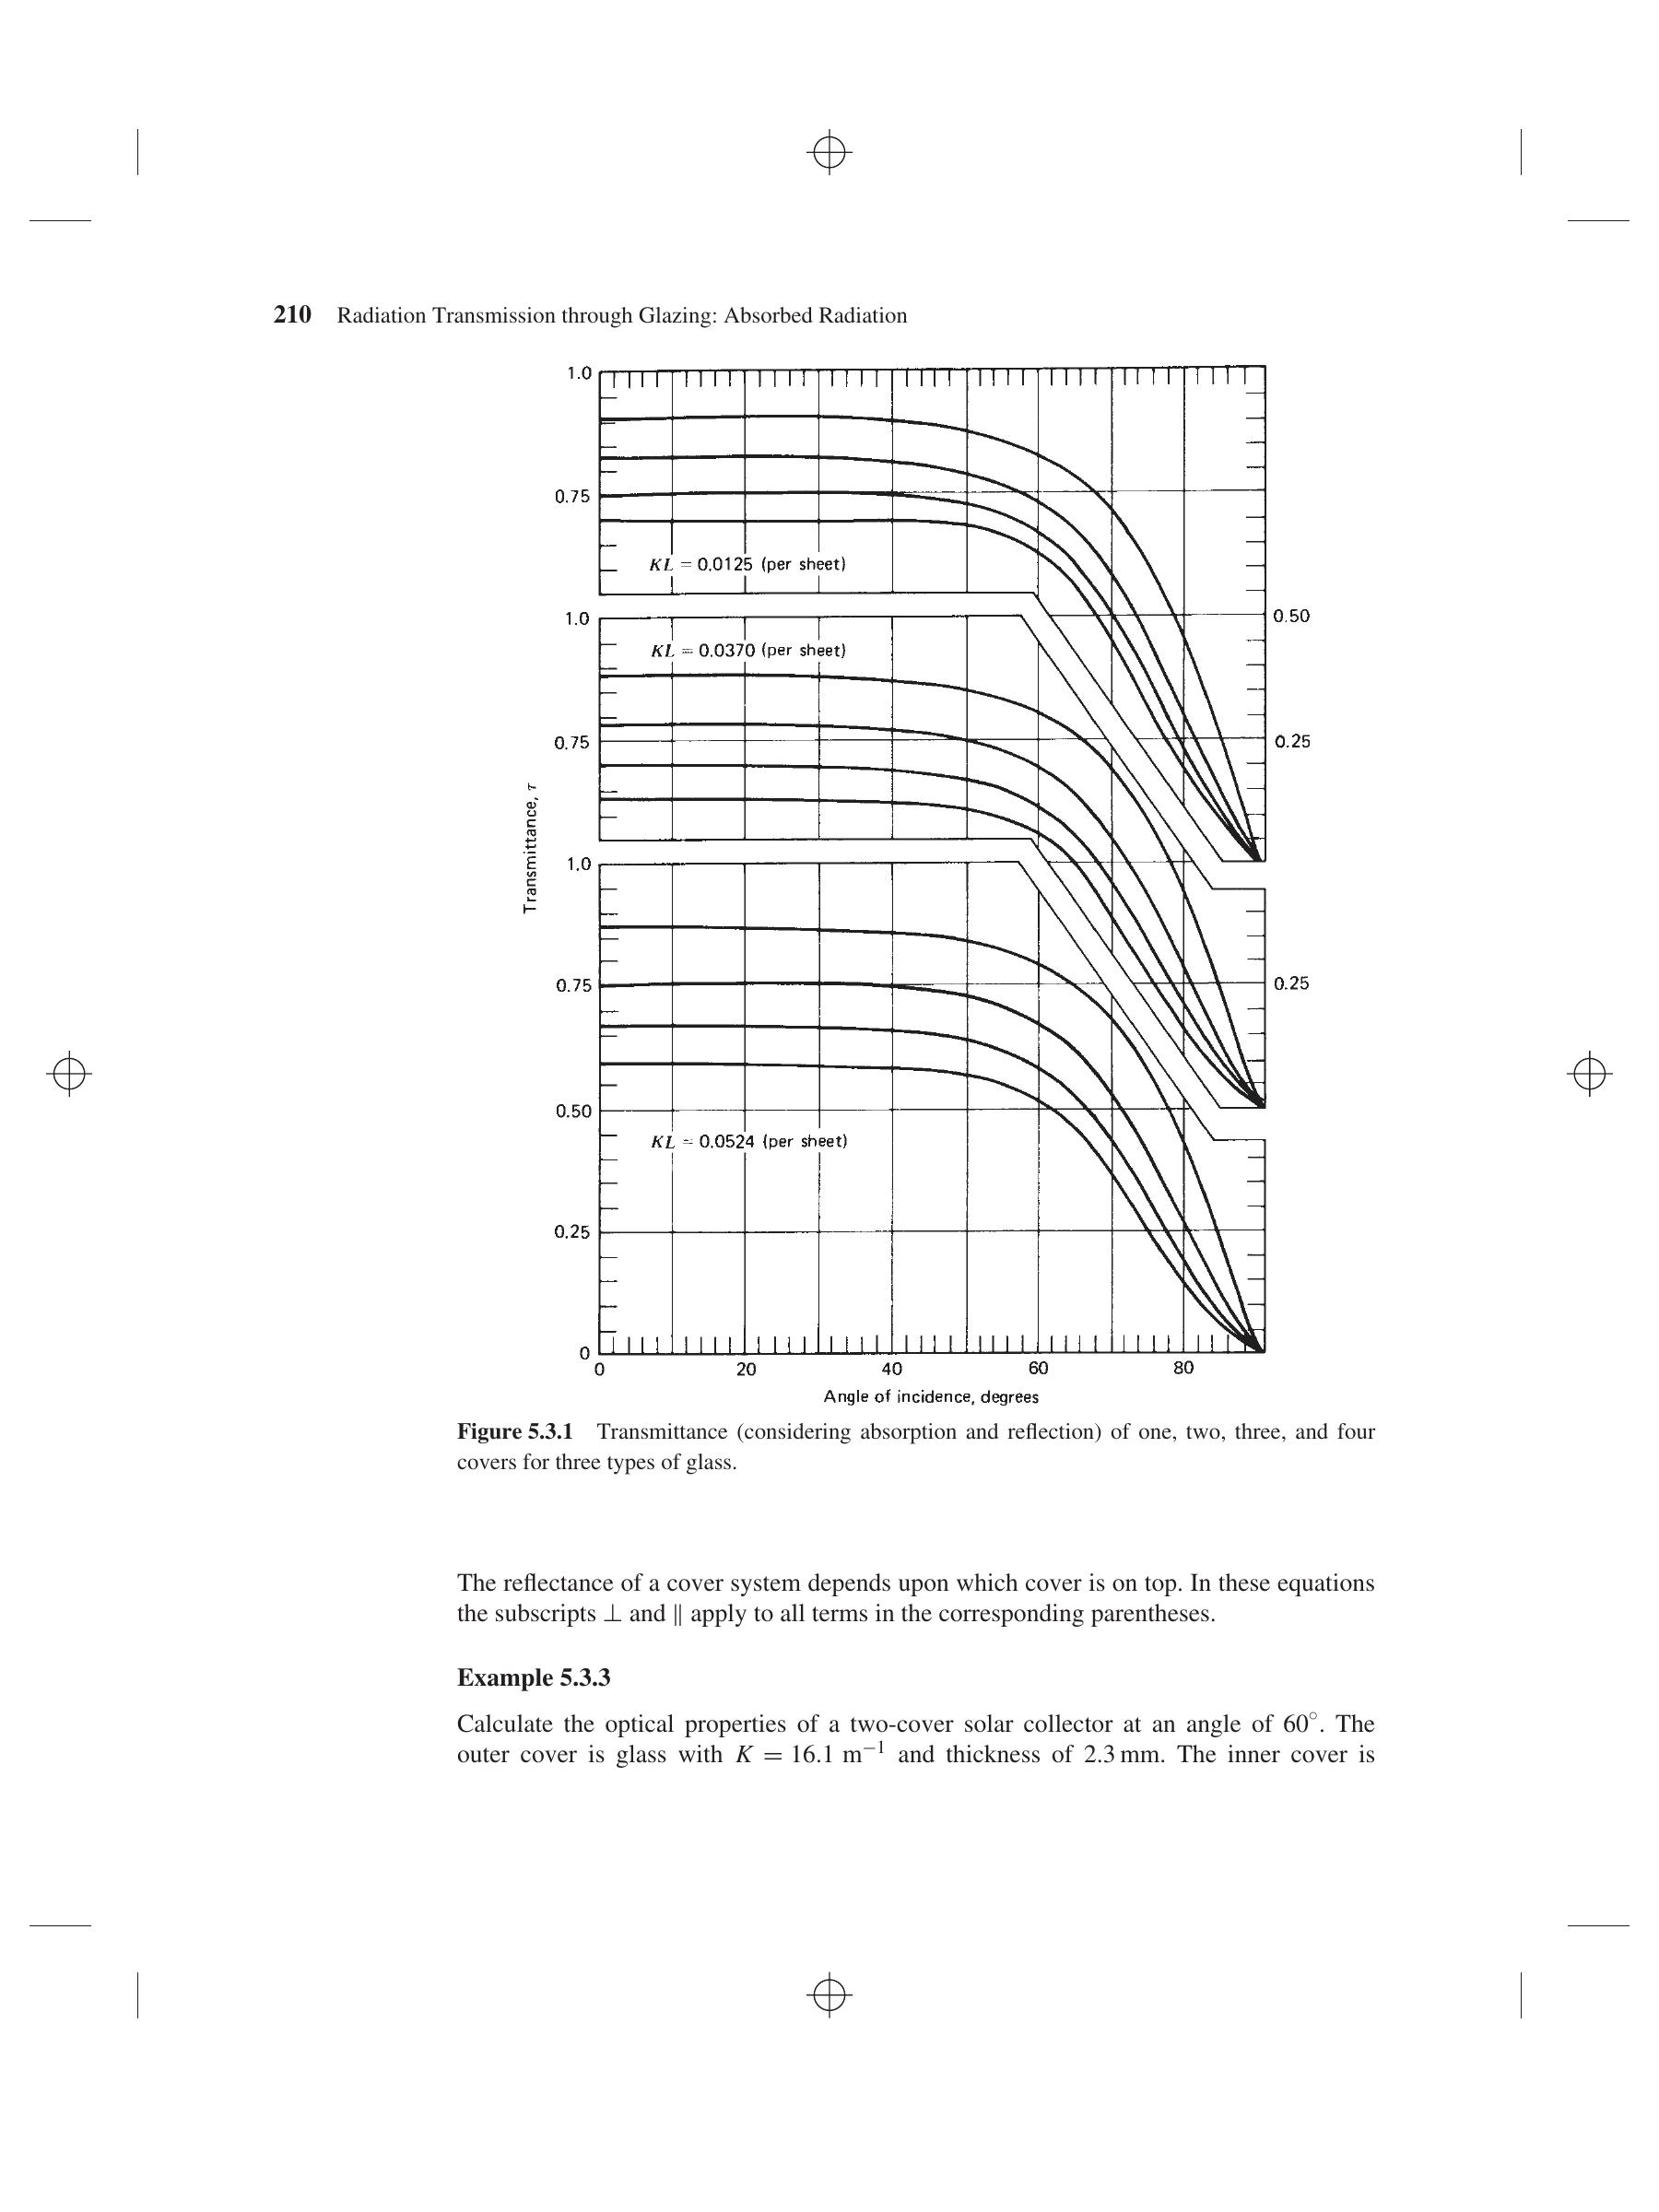 210 Radiation Transmission through Glazing: Absorbed Radiation
1.0
0.75
KL = 0.0125 (per sheet)
1.0
0.50
KL = 0.0370 (per sheet)
0.75
0.25
Transmittance, τ
1.0
0.75
0.25
0.50
KL = 0.0524 (per sheet)
0.25
0
0 20 40 60 80
Angle of incidence, degrees
Figure 5.3.1 Transmittance (considering absorption and reflection) of one, two, three, and four
covers for three types of glass.
The reflectance of a cover system depends upon which cover is on top. In these equations
the subscripts ⊥ and ∥ apply to all terms in the corresponding parentheses.
Example 5.3.3
Calculate the optical properties of a two-cover solar collector at an angle of 60°. The
outer cover is glass with K = 16.1 m⁻¹ and thickness of 2.3 mm. The inner cover is